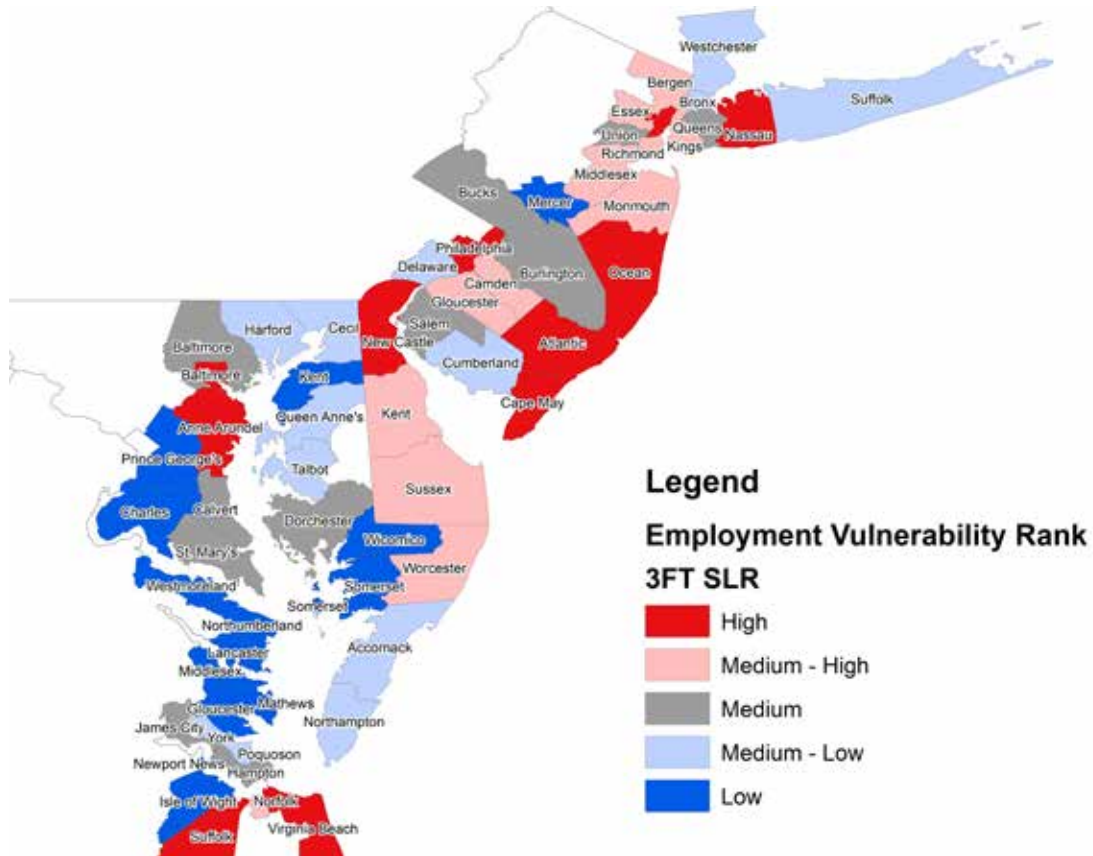 Westchester
Bergen
Suffolk
Bronx
Essex
Queens
Nassau
Union
Kings
Richmond
Middlesex
Bucks
Mercer
Monmouth
Philadelphia
Delaware
Burlington
Ocean
Camden
Gloucester
Harford
Cecil
Salem
New Castle
Atlantic
Baltimore
Cumberland
Baltimore
Kent
Cape May
Queen Anne's
Kent
Anne Arundel
Prince George's
Talbot
Sussex
Charles
Calvert
Dorchester
Wicomico
St. Mary's
Worcester
Westmoreland
Somerset
Somerset
Northumberland
Accomack
Lancaster
Middlesex
Gloucester
Mathews
Northampton
James City
York
Poquoson
Newport News
Hampton
Isle of Wight
Norfolk
Virginia Beach
Suffolk
Legend
Employment Vulnerability Rank
3FT SLR
High
Medium - High
Medium
Medium - Low
Low